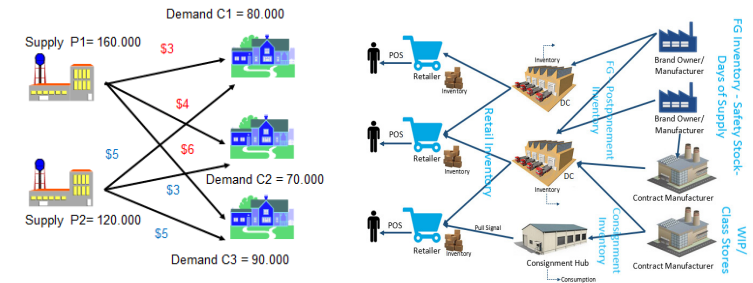 Demand C1 = 80.000
Supply P1= 160.000
$3
$4
$6
$5
$3
$5
Demand C2 = 70.000
Supply P2= 120.000
Demand C3 = 90.000
POS
Retailer
Inventory
Inventory
DC
Brand Owner/
Manufacturer
FG - Postponement
Inventory
FG Inventory - Safety Stock-
Days of Supply
Brand Owner/
Manufacturer
POS
Retailer
Inventory
Retail Inventory
DC
Inventory
Contract Manufacturer
POS
Retailer
Inventory
Pull Signal
Consignment Hub
Consumption
Consignment
Inventory
Contract Manufacturer
WIP/
Class Stores